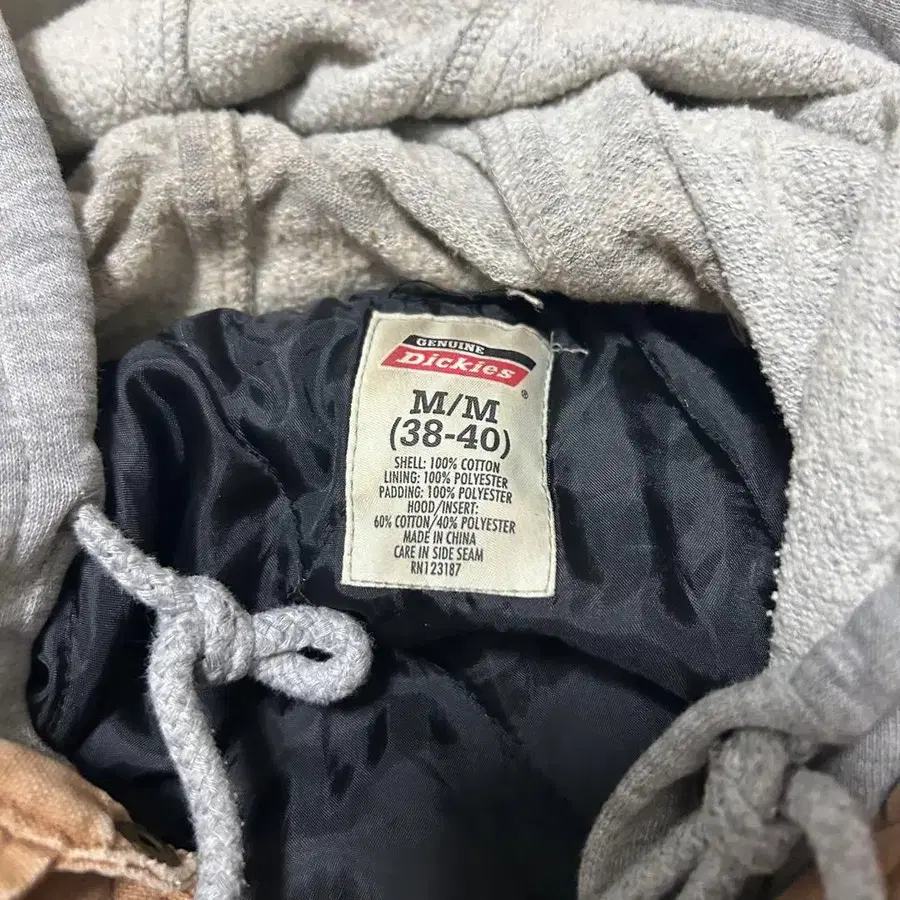 GENUINE
Dickies
®
M/M
(38-40)
SHELL: 100% COTTON
LINING: 100% POLYESTER
PADDING: 100% POLYESTER
HOOD/INSERT:
60% COTTON/40% POLYESTER
MADE IN CHINA
CARE IN SIDE SEAM
RN123187